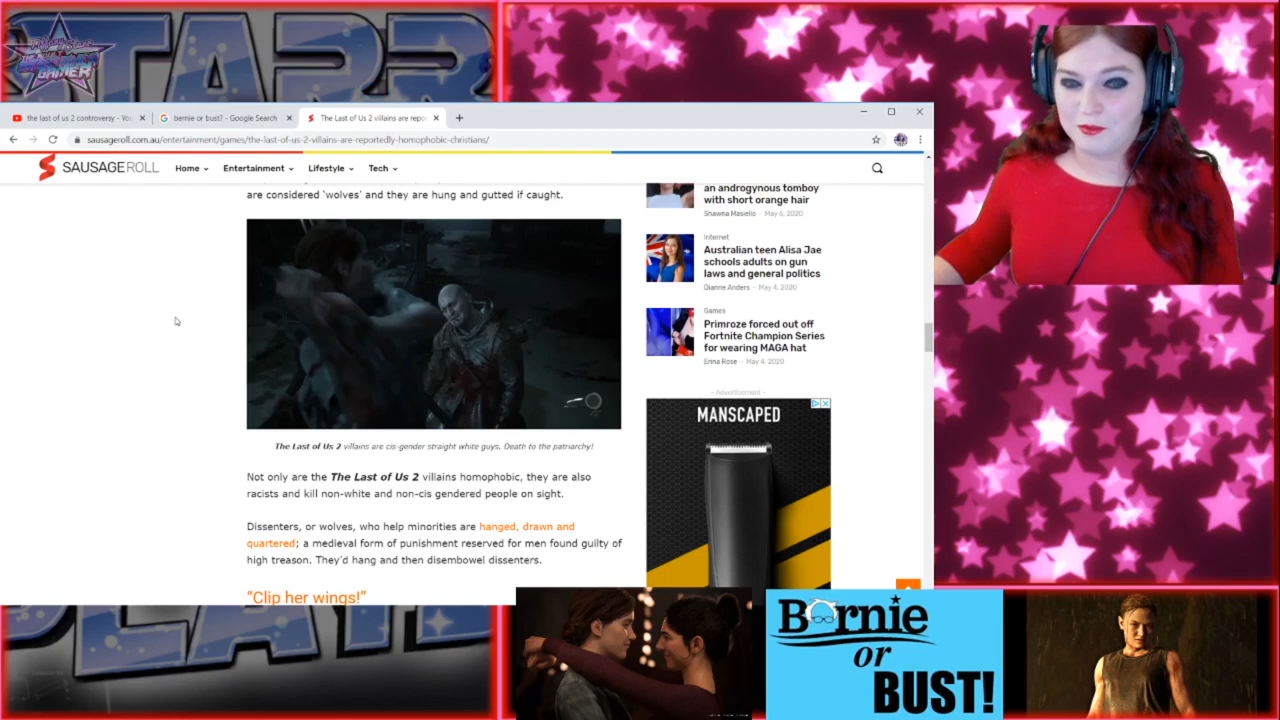 STARR
the last of us 2 controversy - You
bernie or bust? - Google Search
The Last of Us 2 villains are repor
sausageroll.com.au/entertainment/games/the-last-of-us-2-villains-are-reportedly-homophobic-christians/
SAUSAGE ROLL
Home
Entertainment
Lifestyle
Tech
are considered ‘wolves’ and they are hung and gutted if caught.
The Last of Us 2 villains are cis-gender straight white guys. Death to the patriarchy!
Not only are the The Last of Us 2 villains homophobic, they are also
racists and kill non-white and non-cis gendered people on sight.
Dissenters, or wolves, who help minorities are hanged, drawn and
quartered; a medieval form of punishment reserved for men found guilty of
high treason. They’d hang and then disembowel dissenters.
“Clip her wings!”
an androgynous tomboy
with short orange hair
Shawna Masiello - May 6, 2020
Internet
Australian teen Alisa Jae
schools adults on gun
laws and general politics
Dianne Anders - May 4, 2020
Games
Primroze forced out off
Fortnite Champion Series
for wearing MAGA hat
Erina Rose - May 4, 2020
- Advertisement -
MANSCAPED
Bernie
or
BUST!